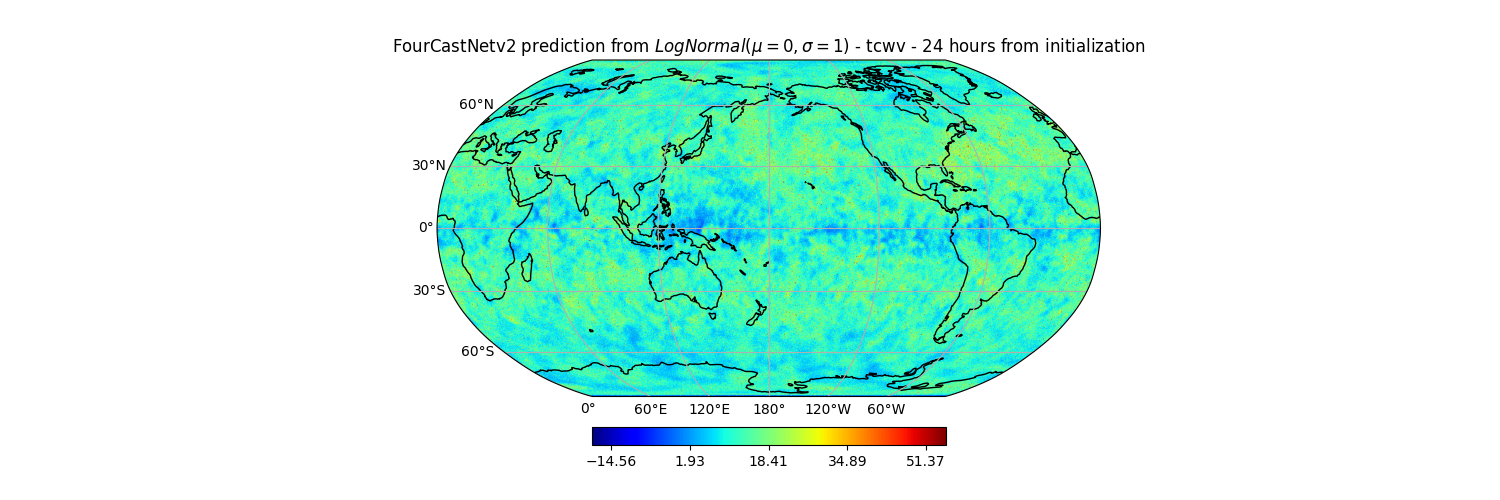 FourCastNetv2 prediction from LogNormal(μ = 0, σ = 1) - tcwv - 24 hours from initialization
60°N
30°N
0°
30°S
60°S
0° 60°E 120°E 180° 120°W 60°W
−14.56 1.93 18.41 34.89 51.37